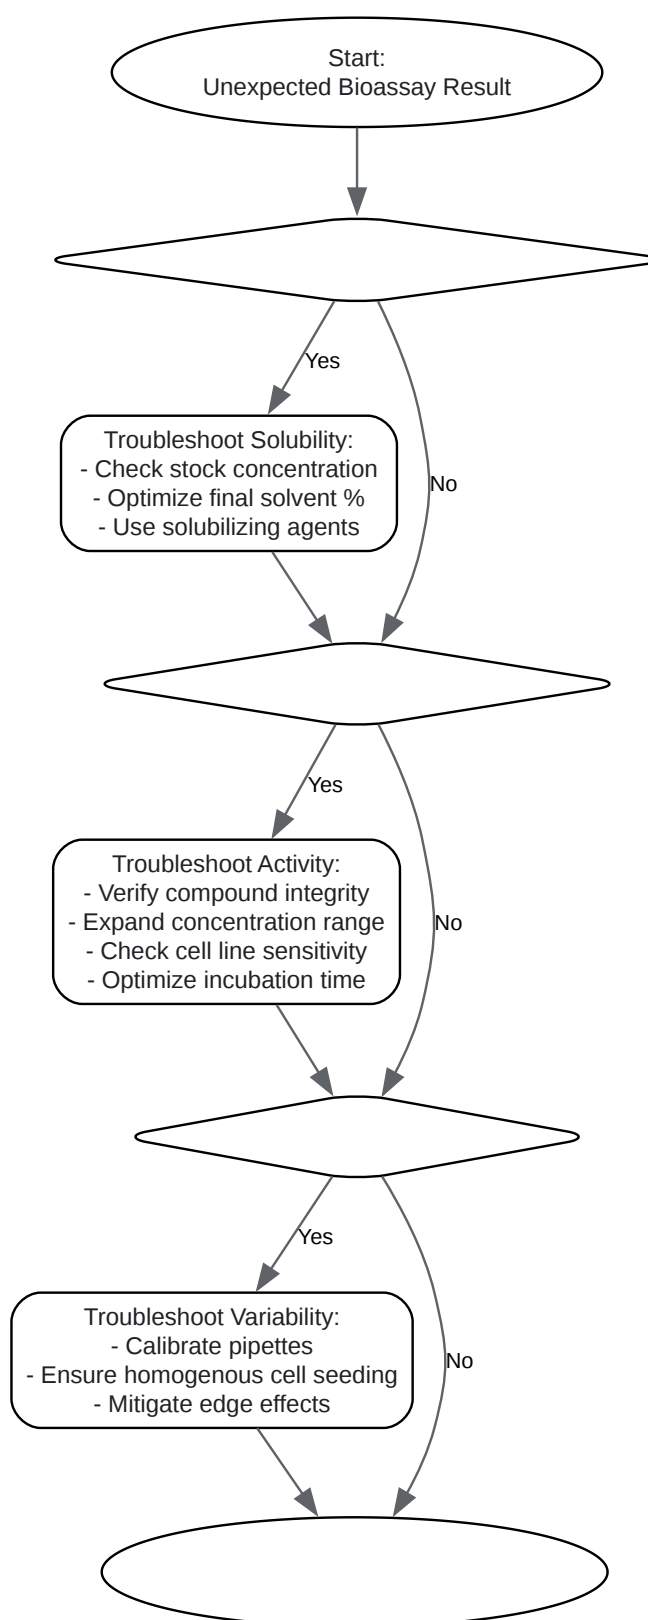 Start:
Unexpected Bioassay Result
Yes
Troubleshoot Solubility:
- Check stock concentration
- Optimize final solvent %
- Use solubilizing agents
No
Yes
Troubleshoot Activity:
- Verify compound integrity
- Expand concentration range
- Check cell line sensitivity
- Optimize incubation time
No
Yes
Troubleshoot Variability:
- Calibrate pipettes
- Ensure homogenous cell seeding
- Mitigate edge effects
No